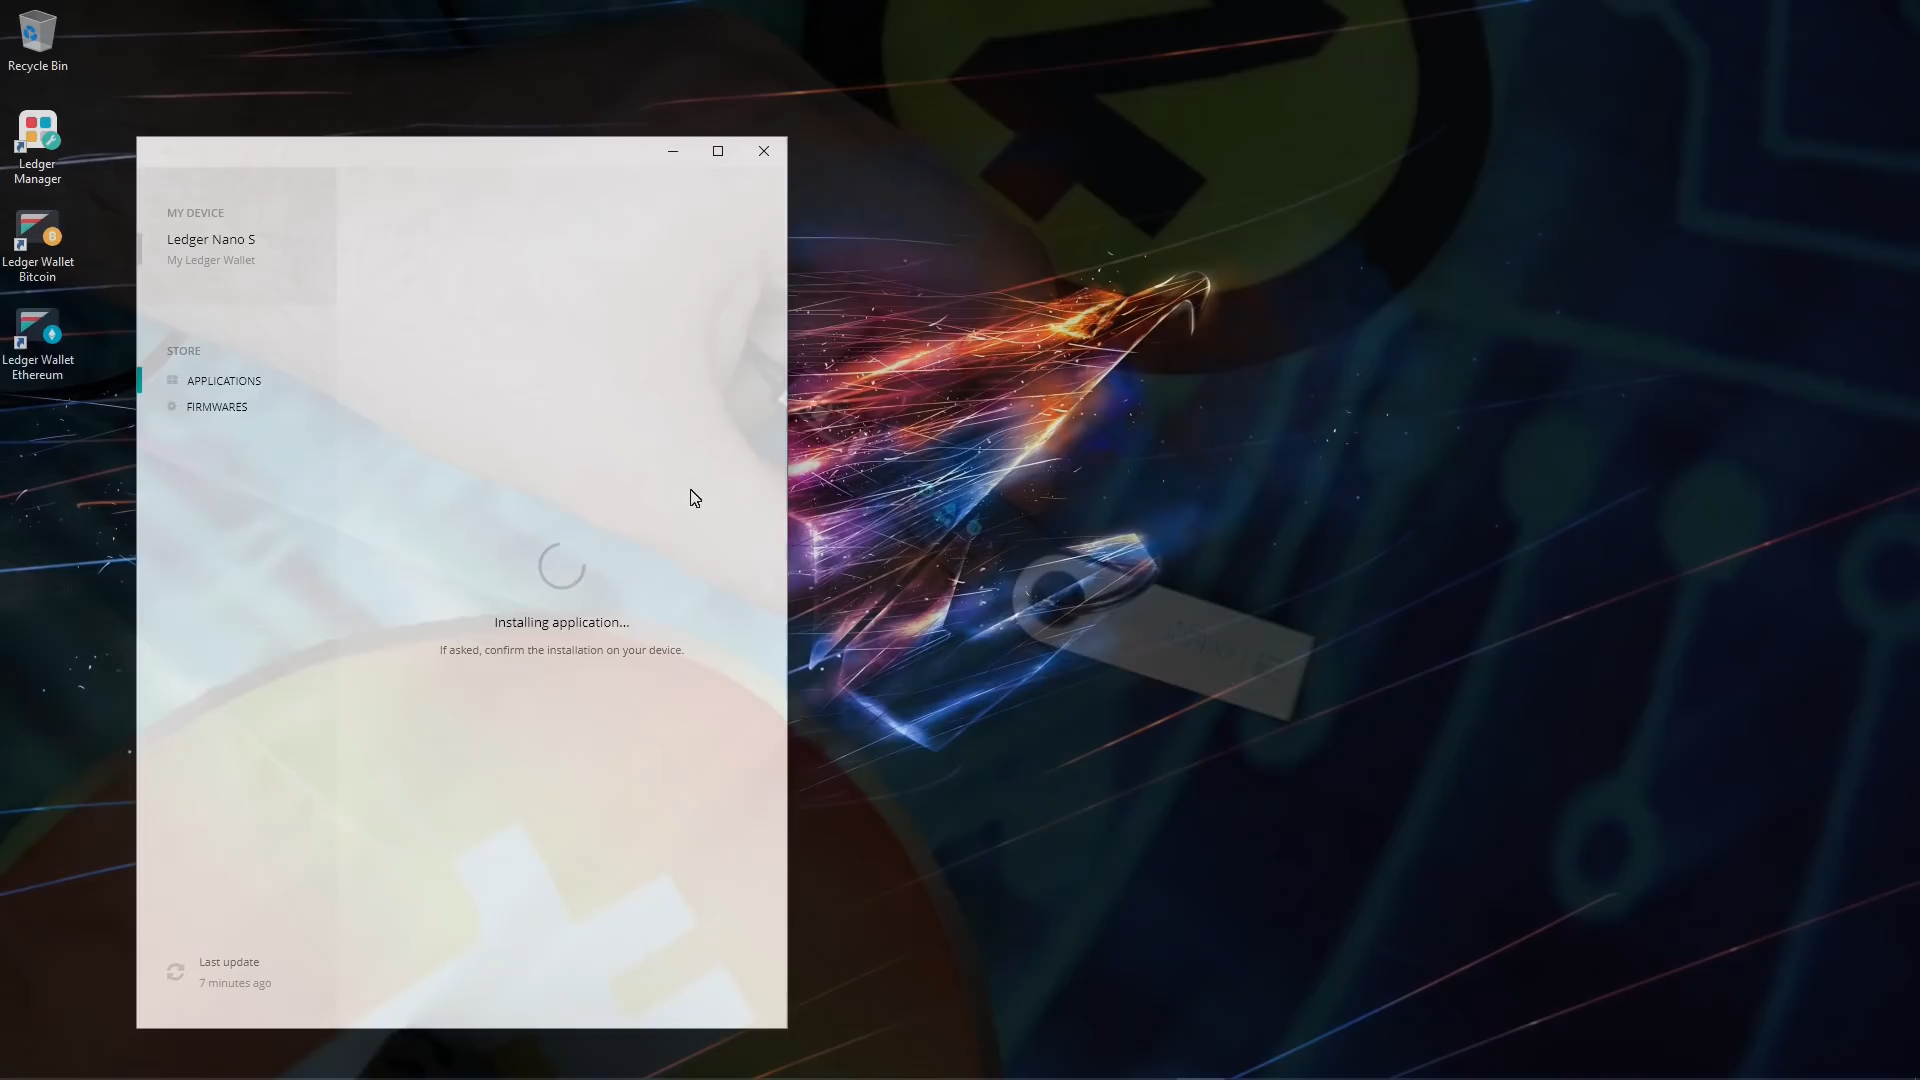 Recycle Bin
Ledger
Manager
Ledger Wallet
Bitcoin
Ledger Wallet
Ethereum
MY DEVICE
Ledger Nano S
My Ledger Wallet
STORE
APPLICATIONS
FIRMWARES
Installing application...
If asked, confirm the installation on your device.
Last update
7 minutes ago